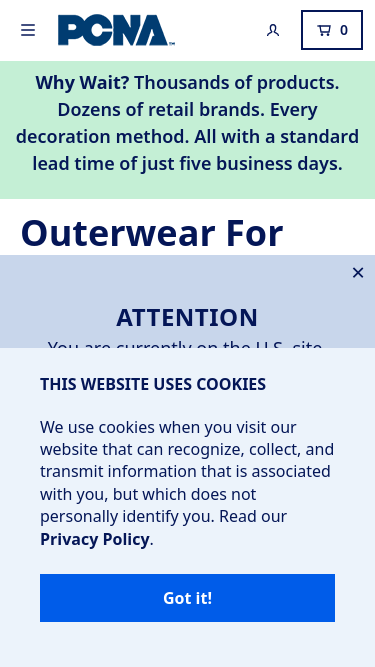 PCNA
0
Why Wait? Thousands of products.
Dozens of retail brands. Every
decoration method. All with a standard
lead time of just five business days.
Outerwear For
ATTENTION
You are currently on the U.S. site
THIS WEBSITE USES COOKIES
We use cookies when you visit our
website that can recognize, collect, and
transmit information that is associated
with you, but which does not
personally identify you. Read our
Privacy Policy.
Got it!